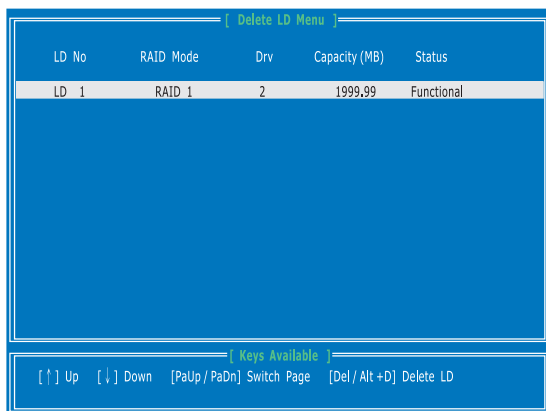 [ Delete LD Menu ]
LD No RAID Mode Drv Capacity (MB) Status
LD 1 RAID 1 2 1999.99 Functional
[ Keys Available ]
[↑] Up [↓] Down [PaUp / PaDn] Switch Page [Del / Alt +D] Delete LD